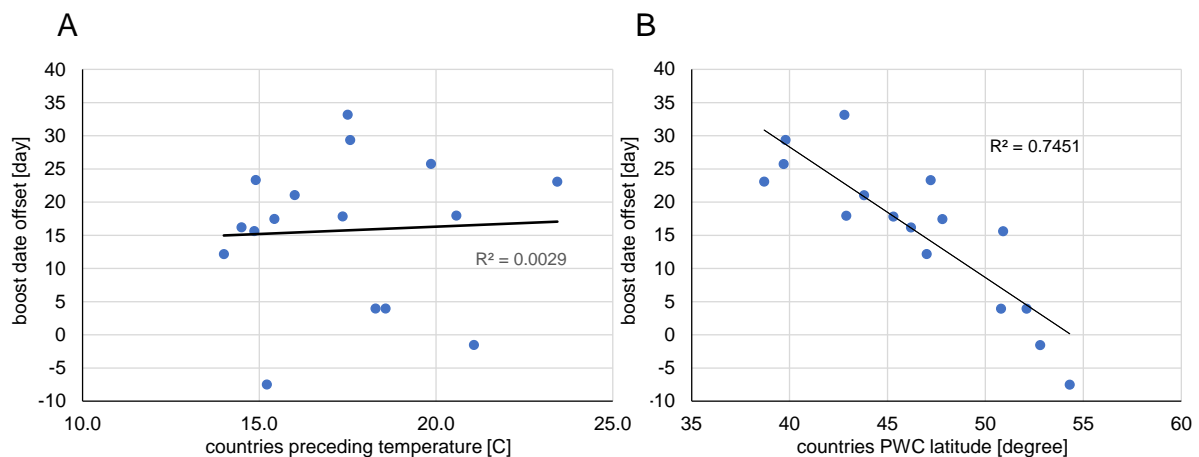 A
boost date offset [day]
40
35
30
25
20
15
10
5
0
-5
-10
R² = 0.0029
10.0 15.0 20.0 25.0
countries preceding temperature [C]
B
boost date offset [day]
40
35
30
25
20
15
10
5
0
-5
-10
R² = 0.7451
35 40 45 50 55 60
countries PWC latitude [degree]